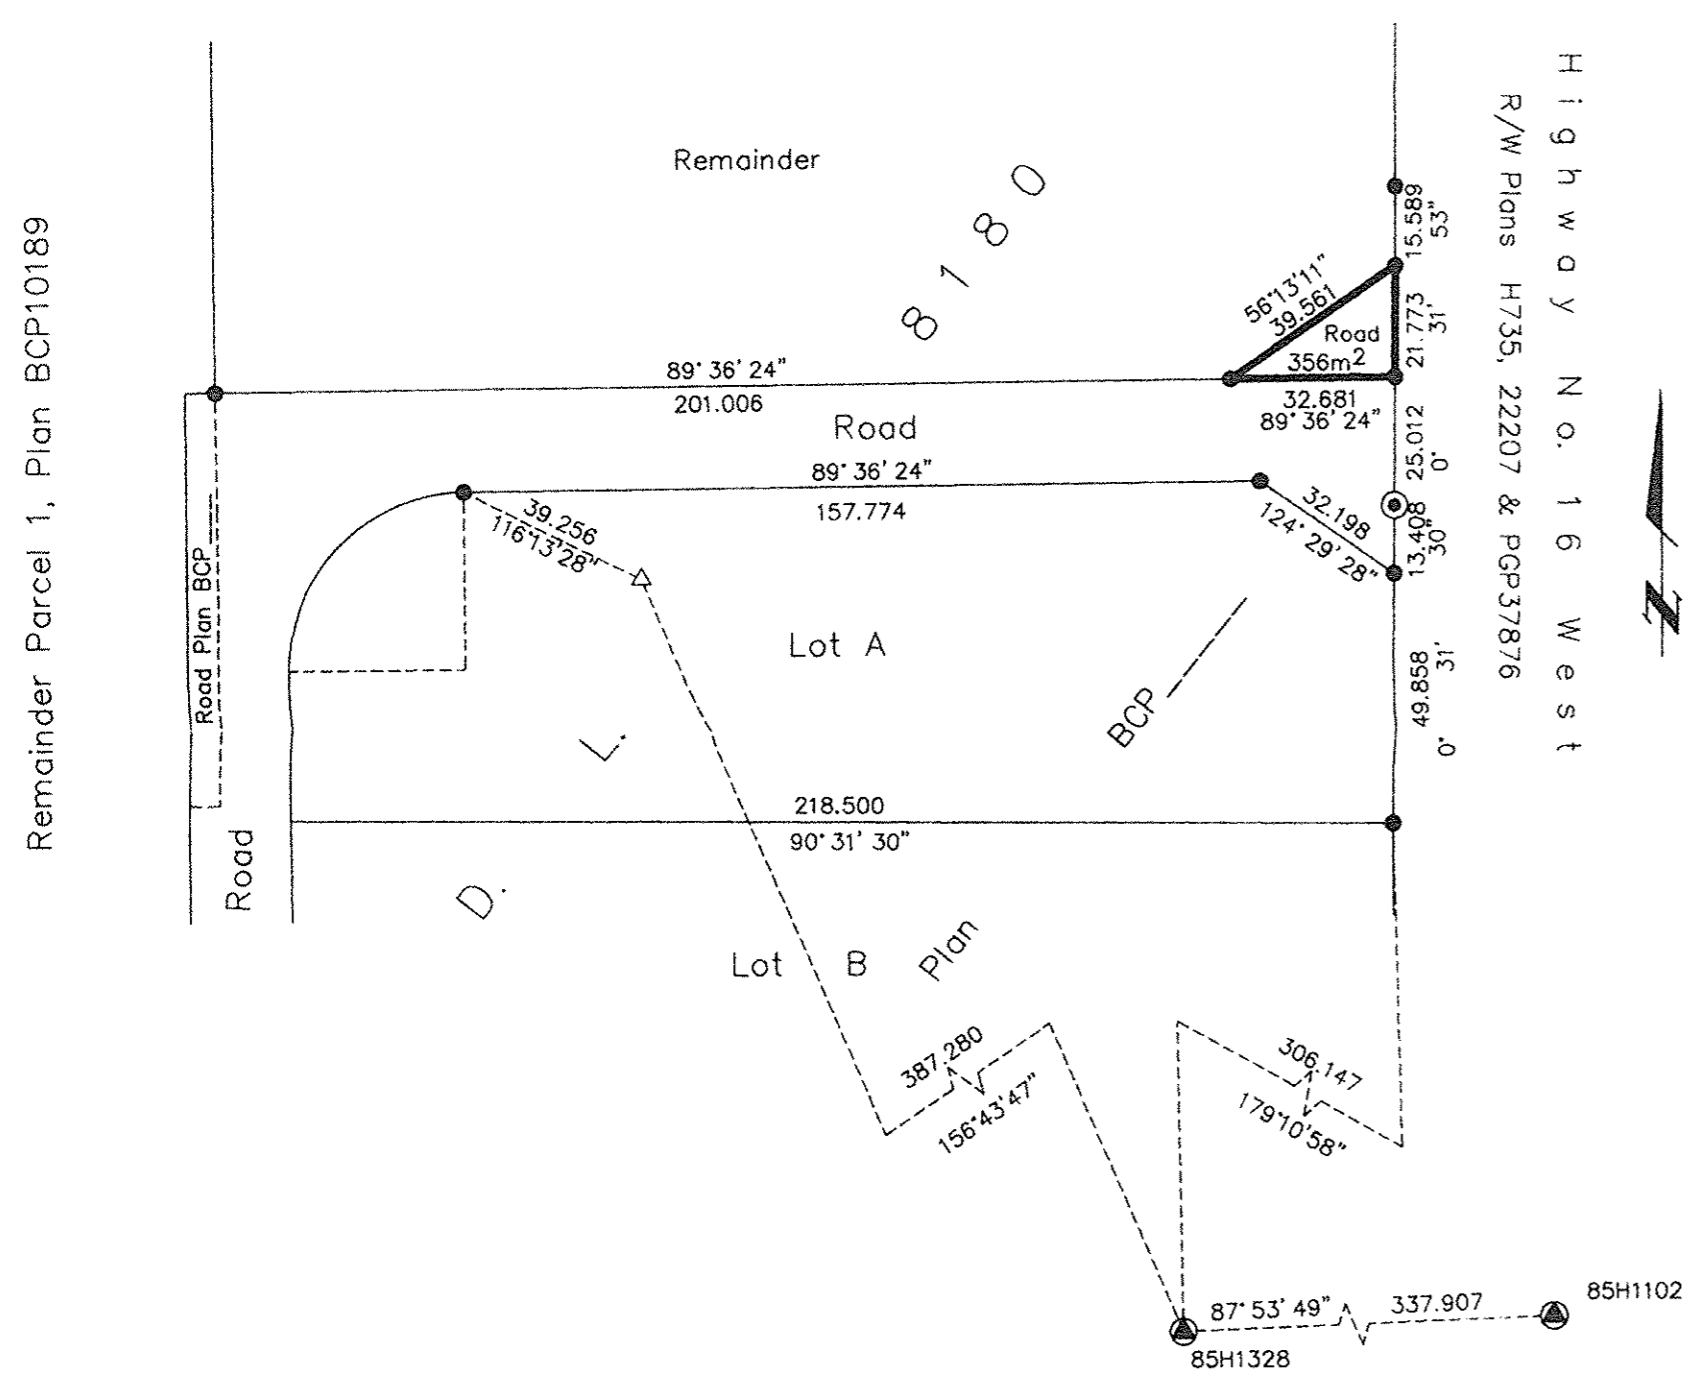 Remainder Parcel 1, Plan BCP10189
Remainder
8180
Highway No. 16 West
R/W Plans H735, 22207 & PGP37876
15.589
53"
56°13'11"
39.561
Road
356m2
21.773
31'
89° 36' 24"
201.006
32.681
89° 36' 24"
Road
25.012
0°
89° 36' 24"
157.774
39.256
116°13'28"
32.198
124° 29' 28"
13.408
30"
Road Plan BCP ____
Lot A
BCP ____
49.858
31'
0°
L.
218.500
90° 31' 30"
Road
D.
Lot B
Plan
387.280
156°43'47"
306.147
179°10'58"
87° 53' 49"
337.907
85H1102
85H1328
N